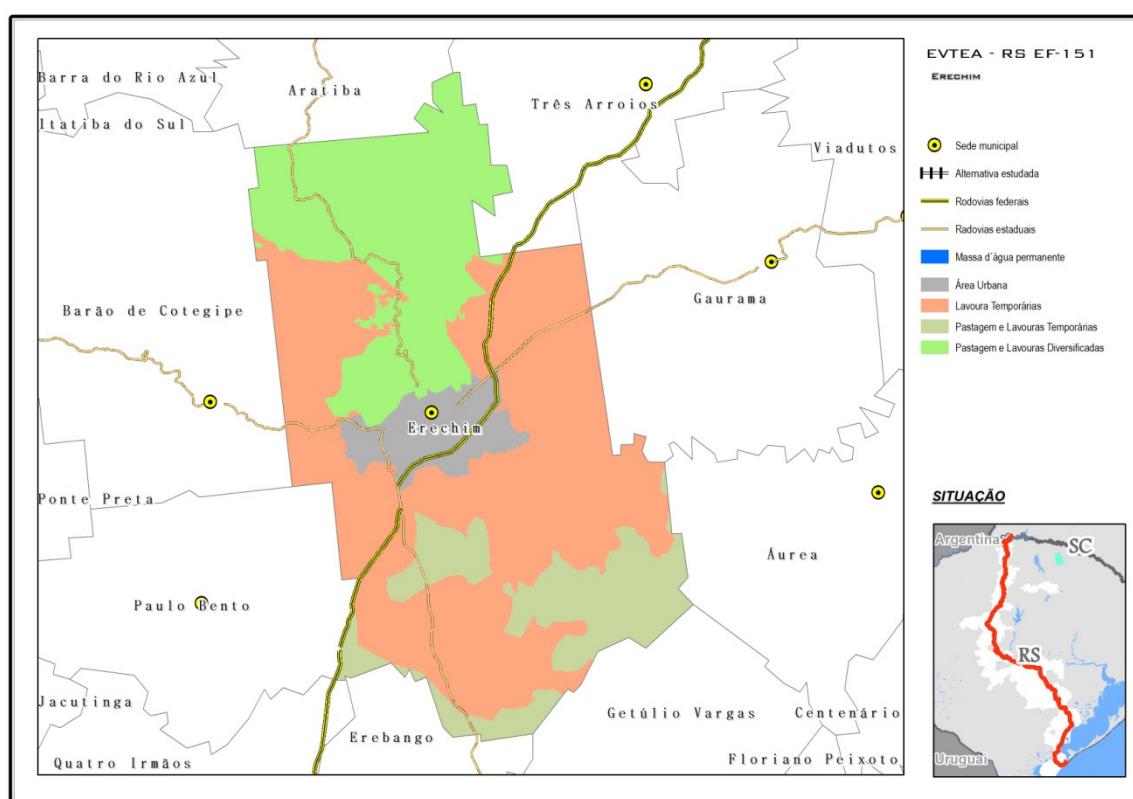 EVTEA - RS EF-151
ERECHIM
Barra do Rio Azul
Aratiba
Três Arroios
Itatiba do Sul
Viadutos
Gaurama
Barão de Cotegipe
Erechim
Ponte Preta
Áurea
Paulo Bento
Jacutinga
Getúlio Vargas
Centenário
Erebango
Quatro Irmãos
Floriano Peixoto
Sede municipal
Alternativa estudada
Rodovias federais
Radovias estaduais
Massa d´água permanente
Área Urbana
Lavoura Temporárias
Pastagem e Lavouras Temporárias
Pastagem e Lavouras Diversificadas
SITUAÇÃO
Argentina
SC
RS
Uruguai